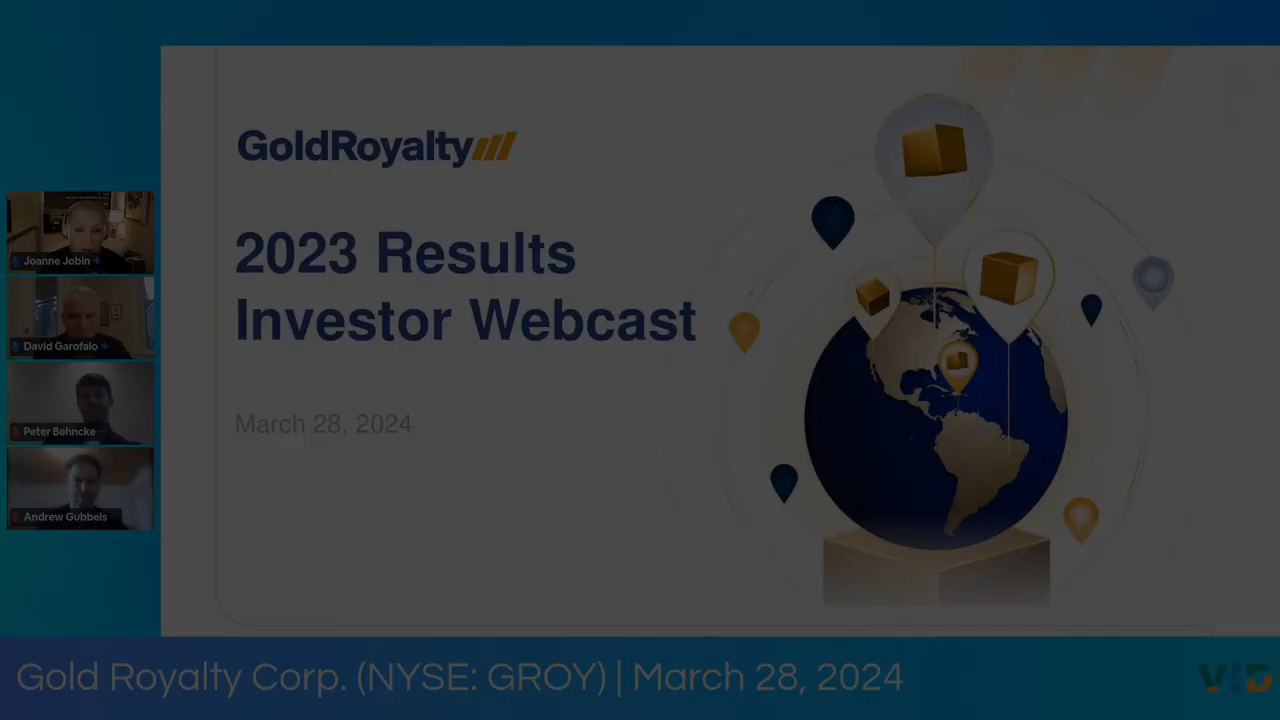 GoldRoyalty
2023 Results
Investor Webcast
March 28, 2024
Joanne Jobin
David Garofalo
Peter Behncke
Andrew Gubbels
Gold Royalty Corp. (NYSE: GROY) | March 28, 2024
V!D